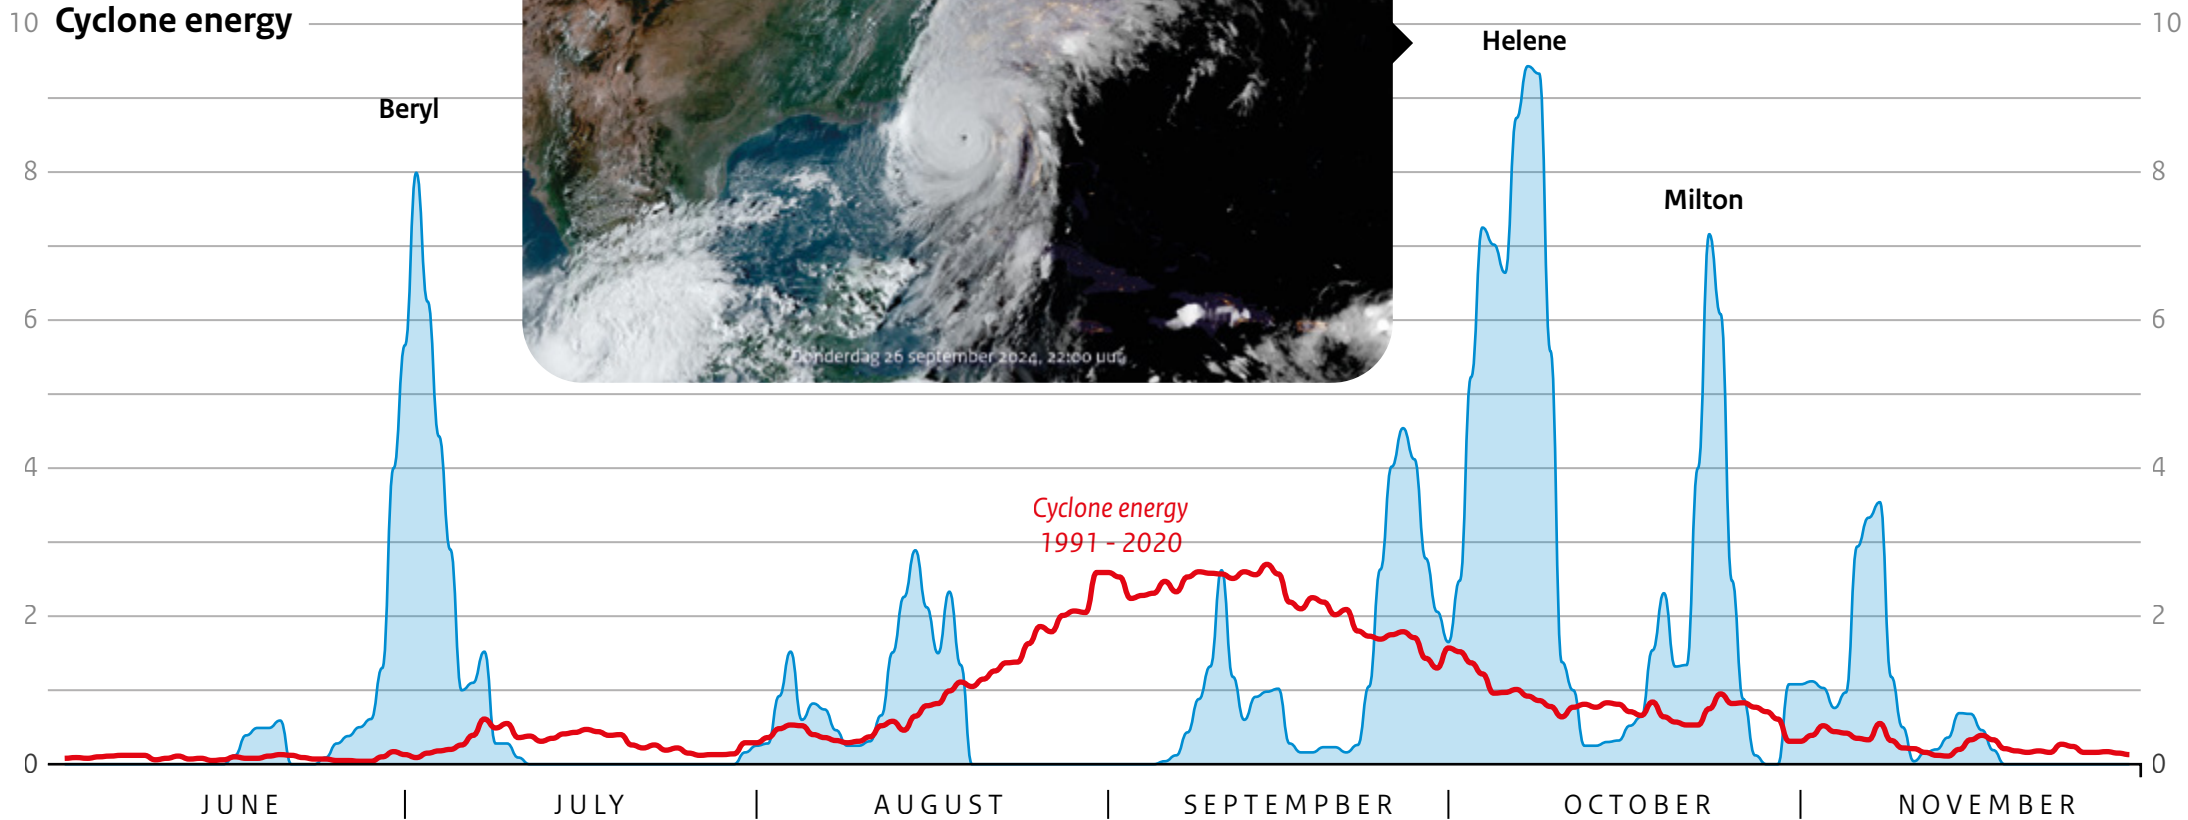 10 Cyclone energy 10
Helene
Beryl
8 8
Milton
6 6
Donderdag 26 september 2024, 22:00 uur
4 4
Cyclone energy
1991 - 2020
2 2
0 0
JUNE | JULY | AUGUST | SEPTEMPBER | OCTOBER | NOVEMBER